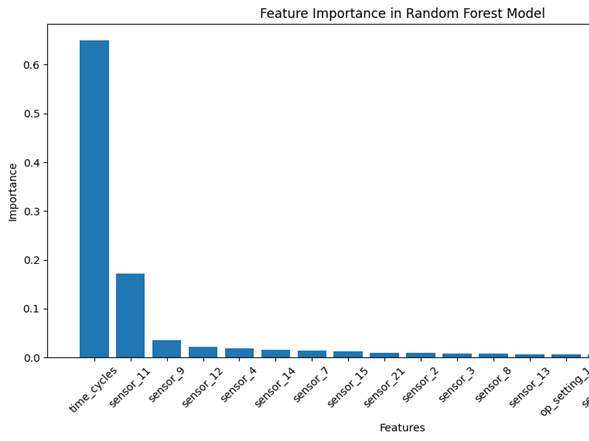 Feature Importance in Random Forest Model
Importance
0.6
0.5
0.4
0.3
0.2
0.1
0.0
time_cycles
sensor_11
sensor_9
sensor_12
sensor_4
sensor_14
sensor_7
sensor_15
sensor_21
sensor_2
sensor_3
sensor_8
sensor_13
op_setting_1
Features